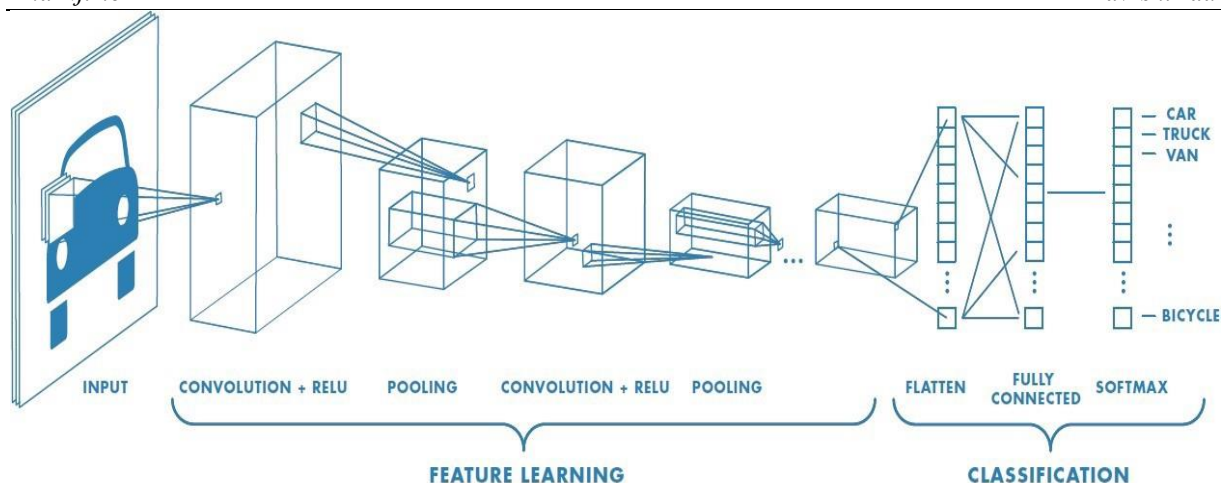 CAR
TRUCK
VAN
BICYCLE
INPUT
CONVOLUTION + RELU
POOLING
CONVOLUTION + RELU
POOLING
FLATTEN
FULLY
CONNECTED
SOFTMAX
FEATURE LEARNING
CLASSIFICATION